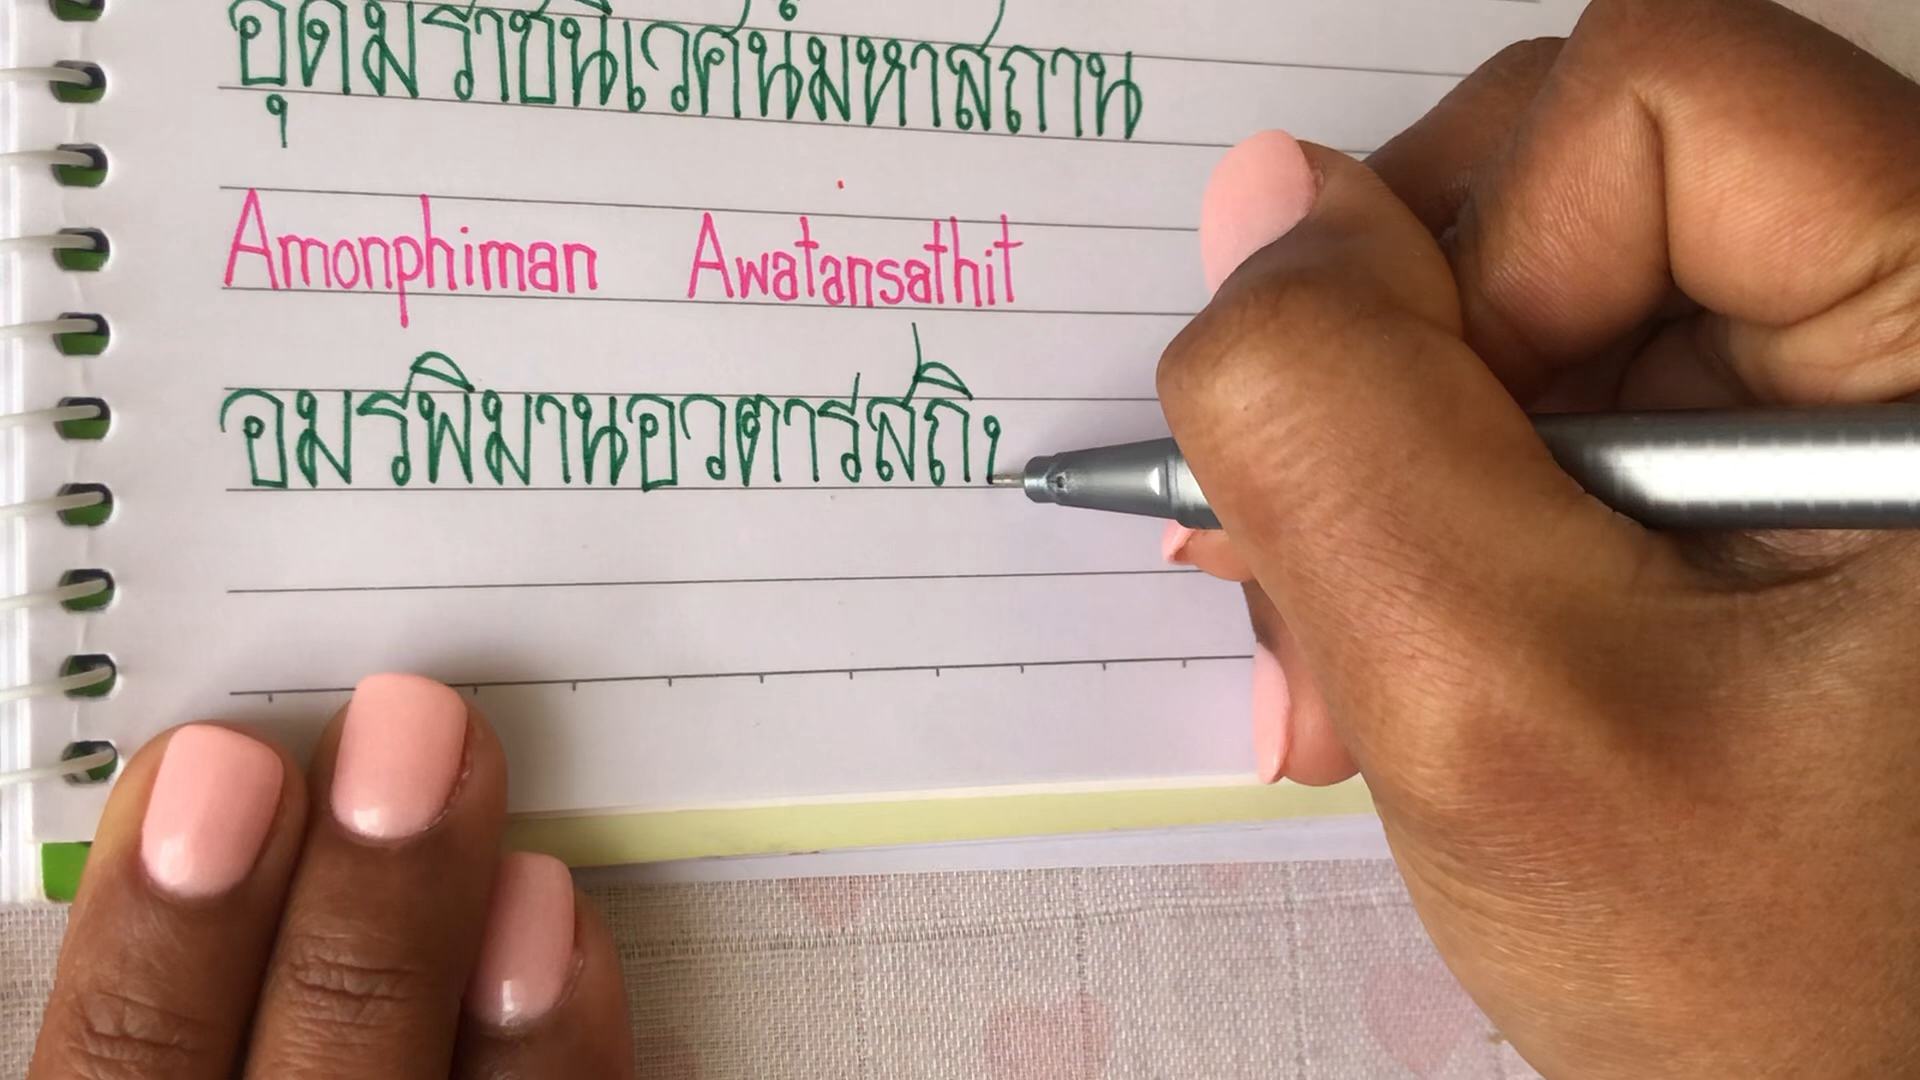 อุดมราชนิเวศน์มหาสถาน
Amonphiman Awatansathit
อมรพิมานอวตารสถิ